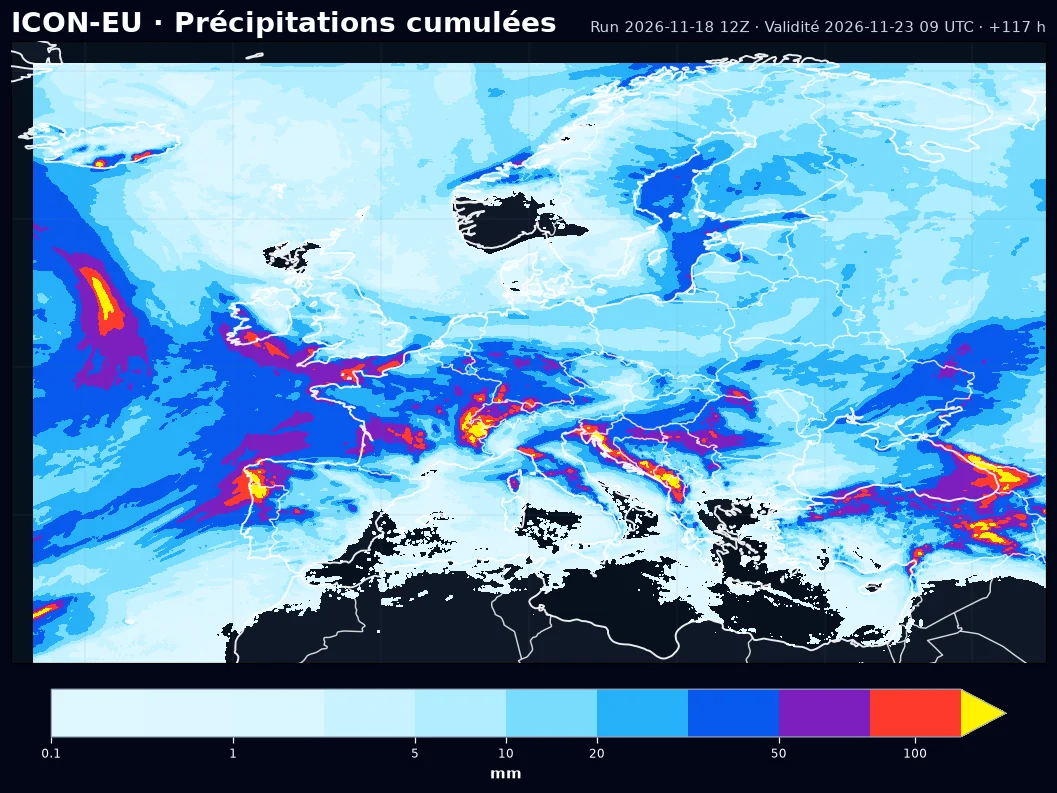 ICON-EU · Précipitations cumulées
Run 2026-11-18 12Z · Validité 2026-11-23 09 UTC · +117 h
0.1 1 5 10 20 50 100
mm